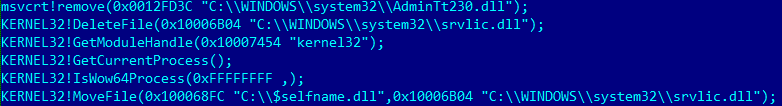 msvcrt!remove(0x0012FD3C "C:\\WINDOWS\\system32\\AdminTt230.dll");
KERNEL32!DeleteFile(0x10006B04 "C:\\WINDOWS\\system32\\srvlic.dll");
KERNEL32!GetModuleHandle(0x10007454 "kernel32");
KERNEL32!GetCurrentProcess();
KERNEL32!IsWow64Process(0xFFFFFFFF ,);
KERNEL32!MoveFile(0x100068FC "C:\\$selfname.dll",0x10006B04 "C:\\WINDOWS\\system32\\srvlic.dll");